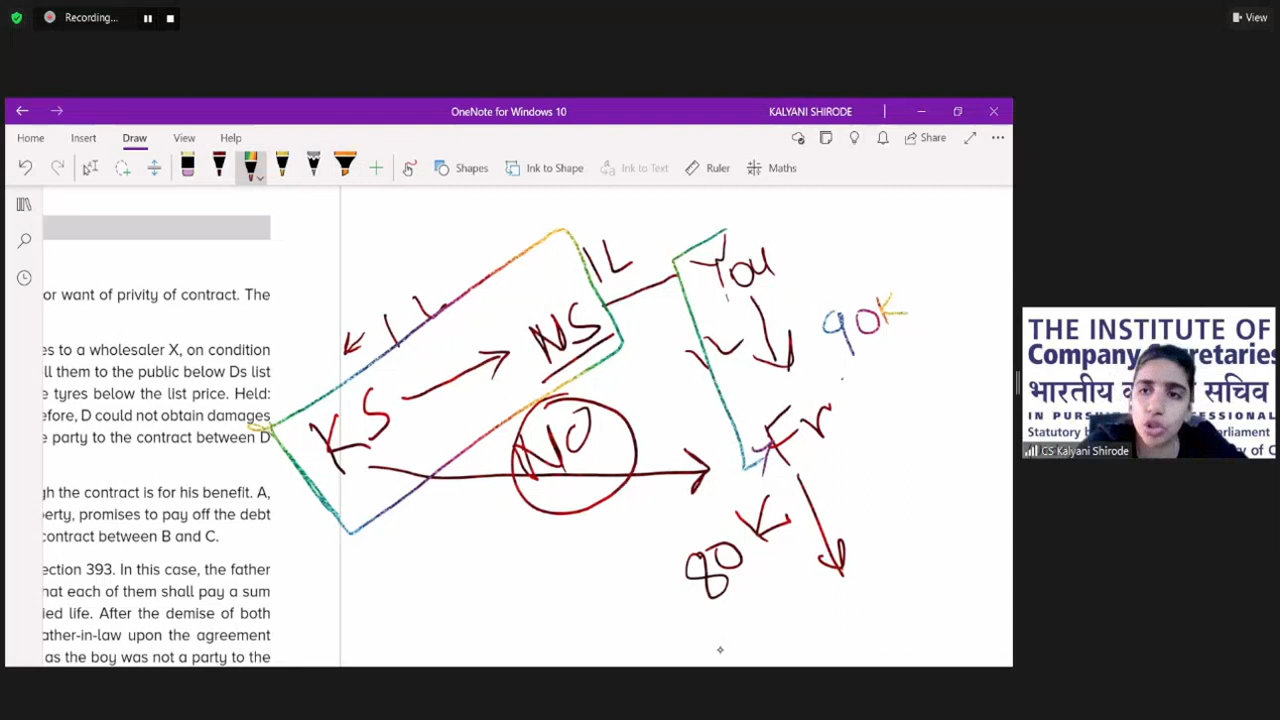 Recording...
View
OneNote for Windows 10
KALYANI SHIRODE
Home Insert Draw View Help
Share
Shapes
Ink to Shape
Ink to Text
Ruler
Maths
or want of privity of contract. The
es to a wholesaler X, on condition
ll them to the public below Ds list
e tyres below the list price. Held:
efore, D could not obtain damages
e party to the contract between D
gh the contract is for his benefit. A,
perty, promises to pay off the debt
contract between B and C.
ection 393. In this case, the father
hat each of them shall pay a sum
ied life. After the demise of both
ather-in-law upon the agreement
as the boy was not a party to the
1L
You
1L
NS
90K
KS
NO
Fr
80K
THE INSTITUTE OF
Company Secretaries
भारतीय
सचिव
IN PURSU
PROFESSIONAL
Statutory b
Parliament
CS Kalyani Shirode